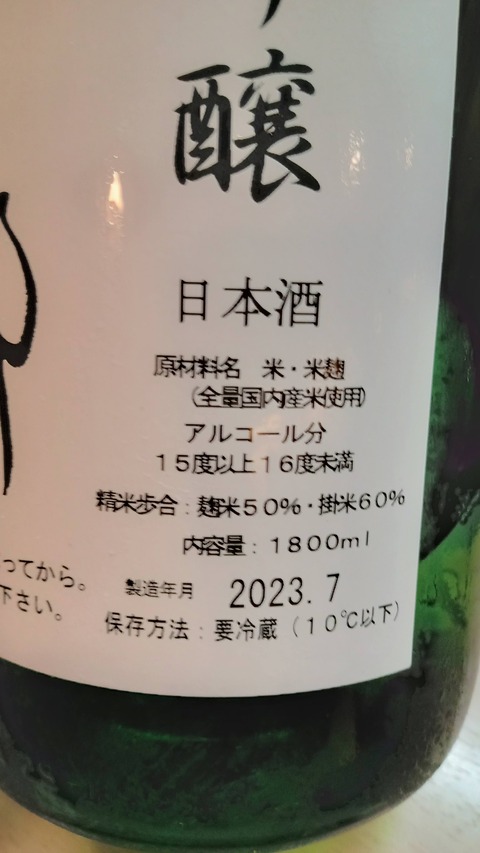 醸
日本酒
原材料名 米・米麹
(全量国内産米使用)
アルコール分
15度以上16度未満
精米歩合:麹米50%・掛米60%
内容量:1800ml
製造年月 2023.7
保存方法:要冷蔵(10℃以下)
ってから。
下さい。